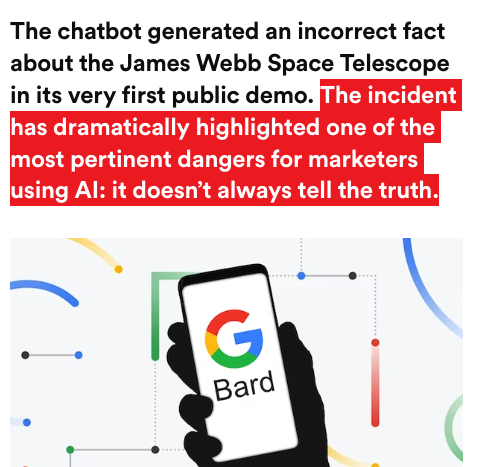 The chatbot generated an incorrect fact
about the James Webb Space Telescope
in its very first public demo. The incident
has dramatically highlighted one of the
most pertinent dangers for marketers
using AI: it doesn’t always tell the truth.
G
Bard